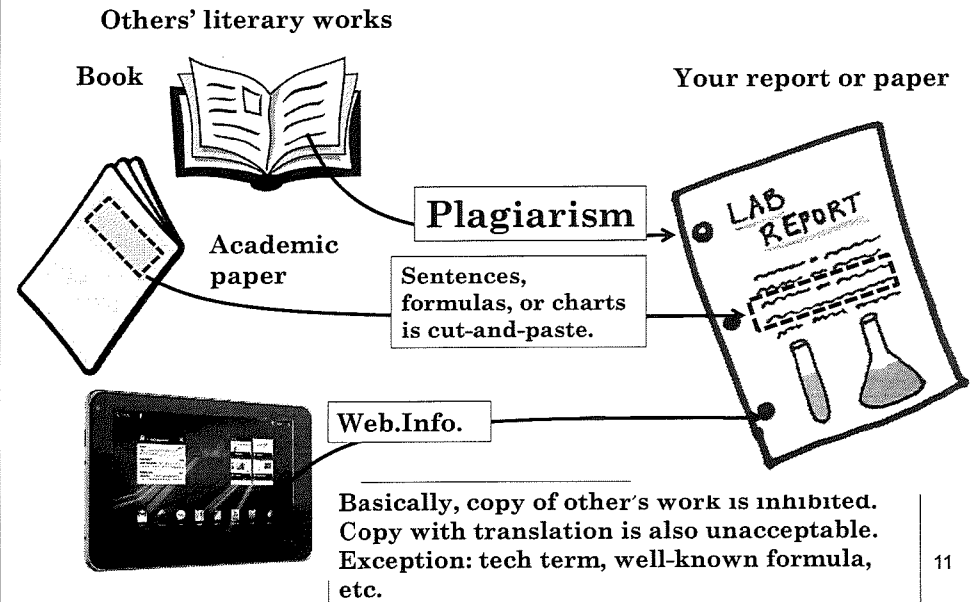 Others' literary works
Book
Your report or paper
Plagiarism
LAB
REPORT
Academic
paper
Sentences,
formulas, or charts
is cut-and-paste.
Web.Info.
Basically, copy of other's work is inhibited.
Copy with translation is also unacceptable.
Exception: tech term, well-known formula,
etc.
11